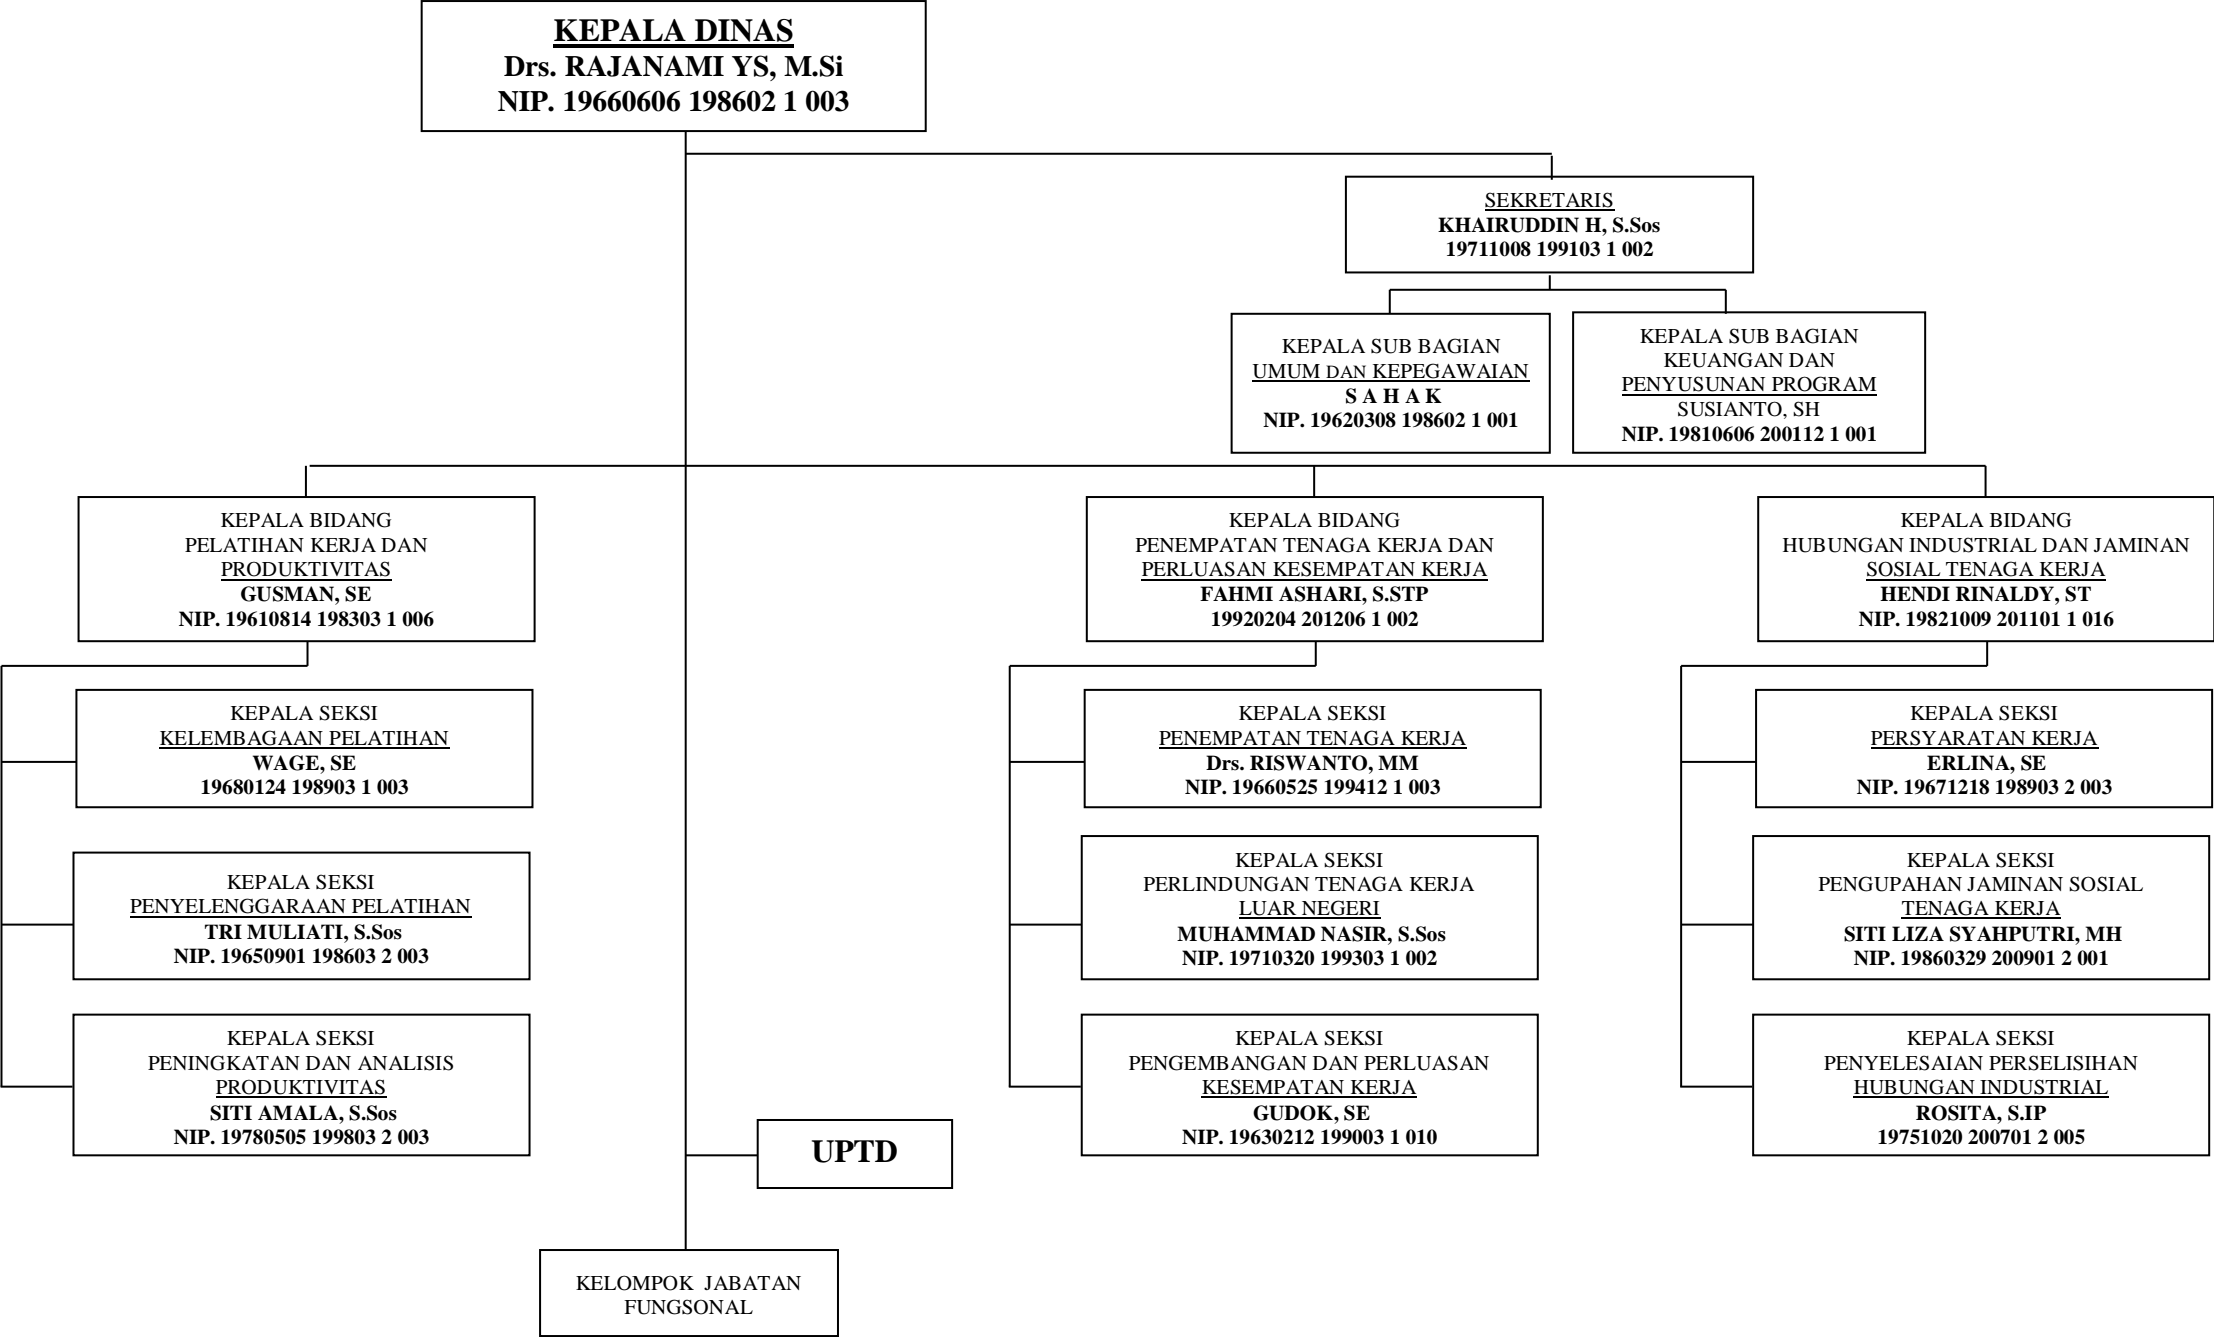 KEPALA DINAS
Drs. RAJANAMI YS, M.Si
NIP. 19660606 198602 1 003
SEKRETARIS
KHAIRUDDIN H, S.Sos
19711008 199103 1 002
KEPALA SUB BAGIAN
UMUM DAN KEPEGAWAIAN
S A H A K
NIP. 19620308 198602 1 001
KEPALA SUB BAGIAN
KEUANGAN DAN
PENYUSUNAN PROGRAM
SUSIANTO, SH
NIP. 19810606 200112 1 001
KEPALA BIDANG
PELATIHAN KERJA DAN
PRODUKTIVITAS
GUSMAN, SE
NIP. 19610814 198303 1 006
KEPALA BIDANG
PENEMPATAN TENAGA KERJA DAN
PERLUASAN KESEMPATAN KERJA
FAHMI ASHARI, S.STP
19920204 201206 1 002
KEPALA BIDANG
HUBUNGAN INDUSTRIAL DAN JAMINAN
SOSIAL TENAGA KERJA
HENDI RINALDY, ST
NIP. 19821009 201101 1 016
KEPALA SEKSI
KELEMBAGAAN PELATIHAN
WAGE, SE
19680124 198903 1 003
KEPALA SEKSI
PENEMPATAN TENAGA KERJA
Drs. RISWANTO, MM
NIP. 19660525 199412 1 003
KEPALA SEKSI
PERSYARATAN KERJA
ERLINA, SE
NIP. 19671218 198903 2 003
KEPALA SEKSI
PENYELENGGARAAN PELATIHAN
TRI MULIATI, S.Sos
NIP. 19650901 198603 2 003
KEPALA SEKSI
PERLINDUNGAN TENAGA KERJA
LUAR NEGERI
MUHAMMAD NASIR, S.Sos
NIP. 19710320 199303 1 002
KEPALA SEKSI
PENGUPAHAN JAMINAN SOSIAL
TENAGA KERJA
SITI LIZA SYAHPUTRI, MH
NIP. 19860329 200901 2 001
KEPALA SEKSI
PENINGKATAN DAN ANALISIS
PRODUKTIVITAS
SITI AMALA, S.Sos
NIP. 19780505 199803 2 003
KEPALA SEKSI
PENGEMBANGAN DAN PERLUASAN
KESEMPATAN KERJA
GUDOK, SE
NIP. 19630212 199003 1 010
KEPALA SEKSI
PENYELESAIAN PERSELISIHAN
HUBUNGAN INDUSTRIAL
ROSITA, S.IP
19751020 200701 2 005
UPTD
KELOMPOK JABATAN
FUNGSONAL